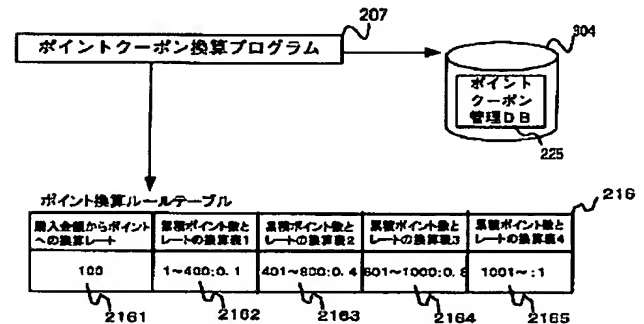 207
ポイントクーポン換算プログラム
304
ポイント
クーポン
管理DB
225
ポイント換算ルールテーブル
216
購入金額からポイント
への換算レート
累積ポイント数と
レートの換算表1
累積ポイント数と
レートの換算表2
累積ポイント数と
レートの換算表3
累積ポイント数と
レートの換算表4
100
1~400:0.1
401~800:0.4
801~1000:0.8
1001~:1
2161
2162
2163
2164
2165